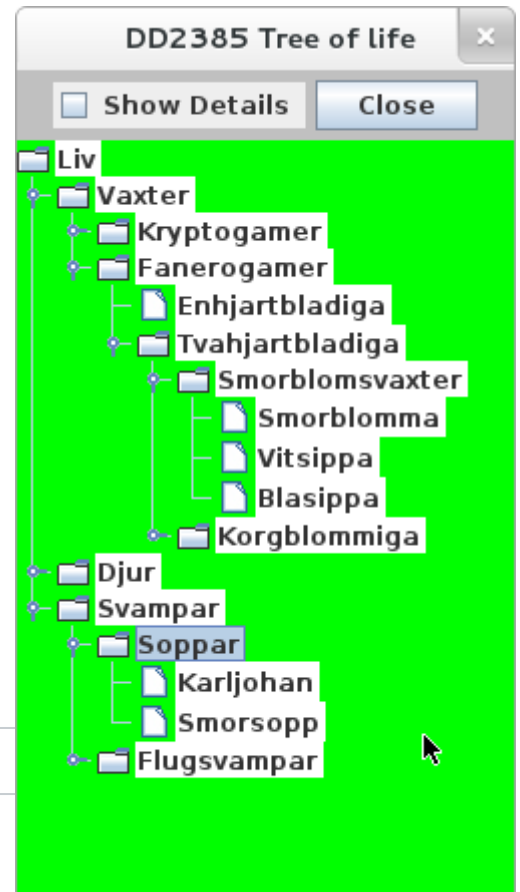 DD2385 Tree of life
Show Details Close
Liv
Vaxter
Kryptogamer
Fanerogamer
Enhjartbladiga
Tvahjartbladiga
Smorblomsvaxter
Smorblomma
Vitsippa
Blasippa
Korgblommiga
Djur
Svampar
Soppar
Karljohan
Smorsopp
Flugsvampar